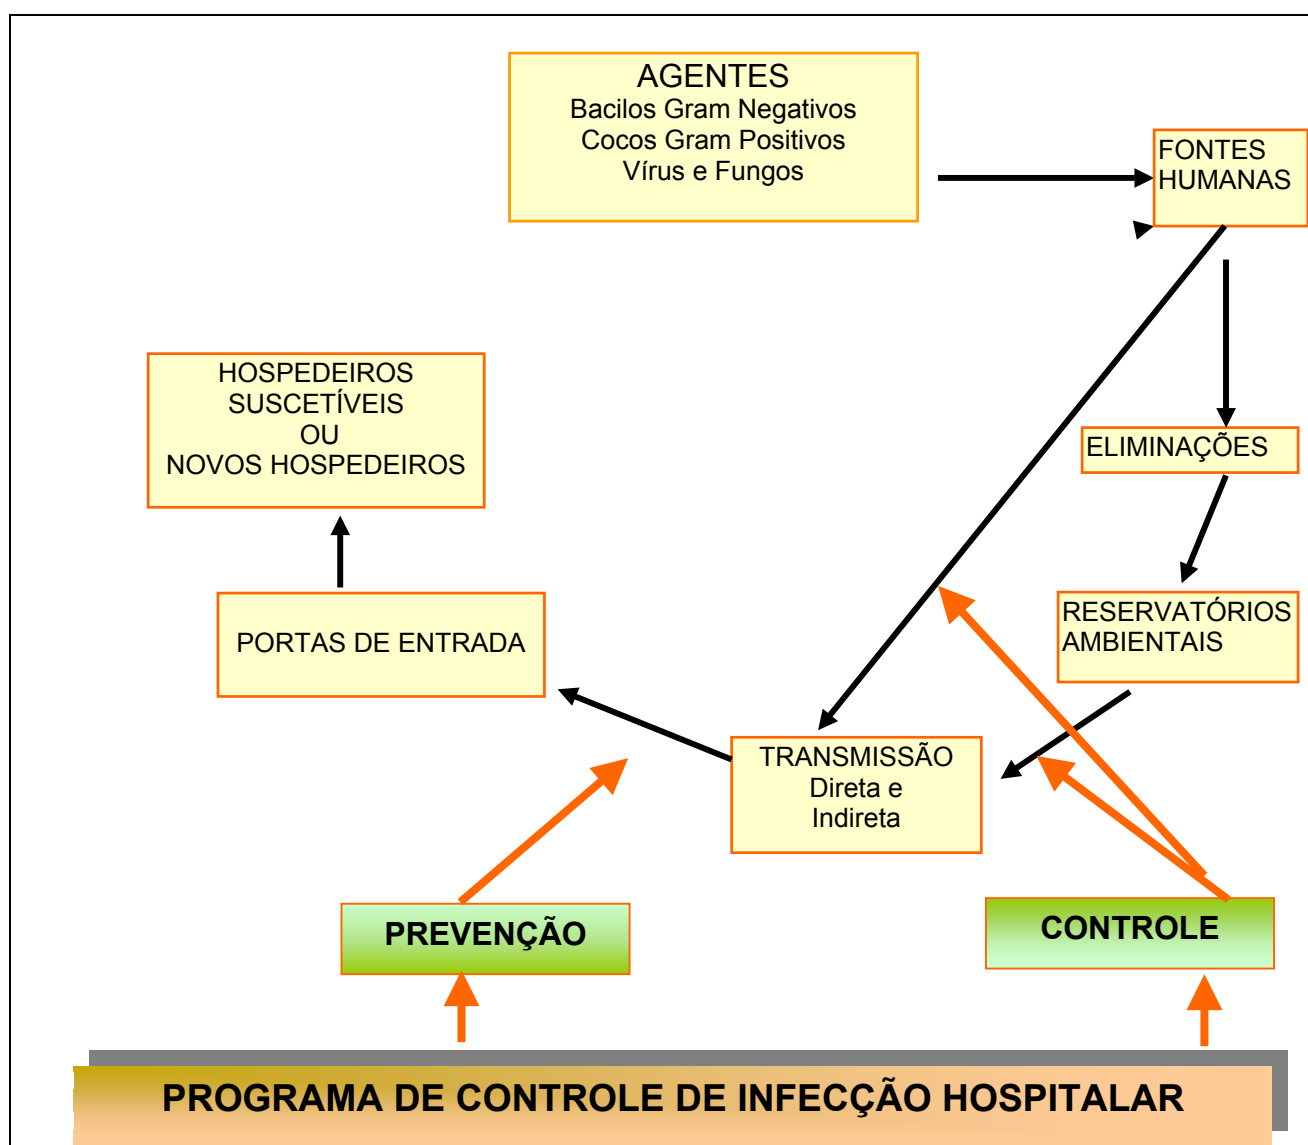 AGENTES
Bacilos Gram Negativos
Cocos Gram Positivos
Vírus e Fungos
FONTES
HUMANAS
HOSPEDEIROS
SUSCETÍVEIS
OU
NOVOS HOSPEDEIROS
ELIMINAÇÕES
PORTAS DE ENTRADA
RESERVATÓRIOS
AMBIENTAIS
TRANSMISSÃO
Direta e
Indireta
PREVENÇÃO
CONTROLE
PROGRAMA DE CONTROLE DE INFECÇÃO HOSPITALAR